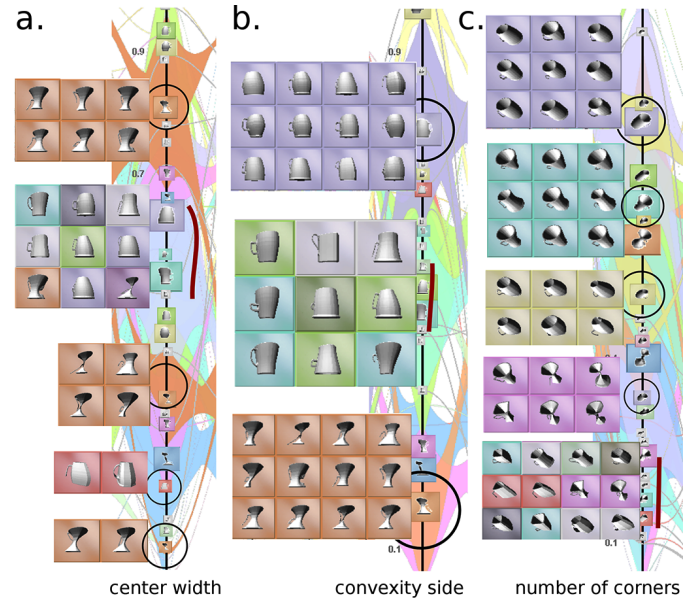 a.
b.
c.
0.9
0.9
0.7
0.1
0.1
center width
convexity side
number of corners